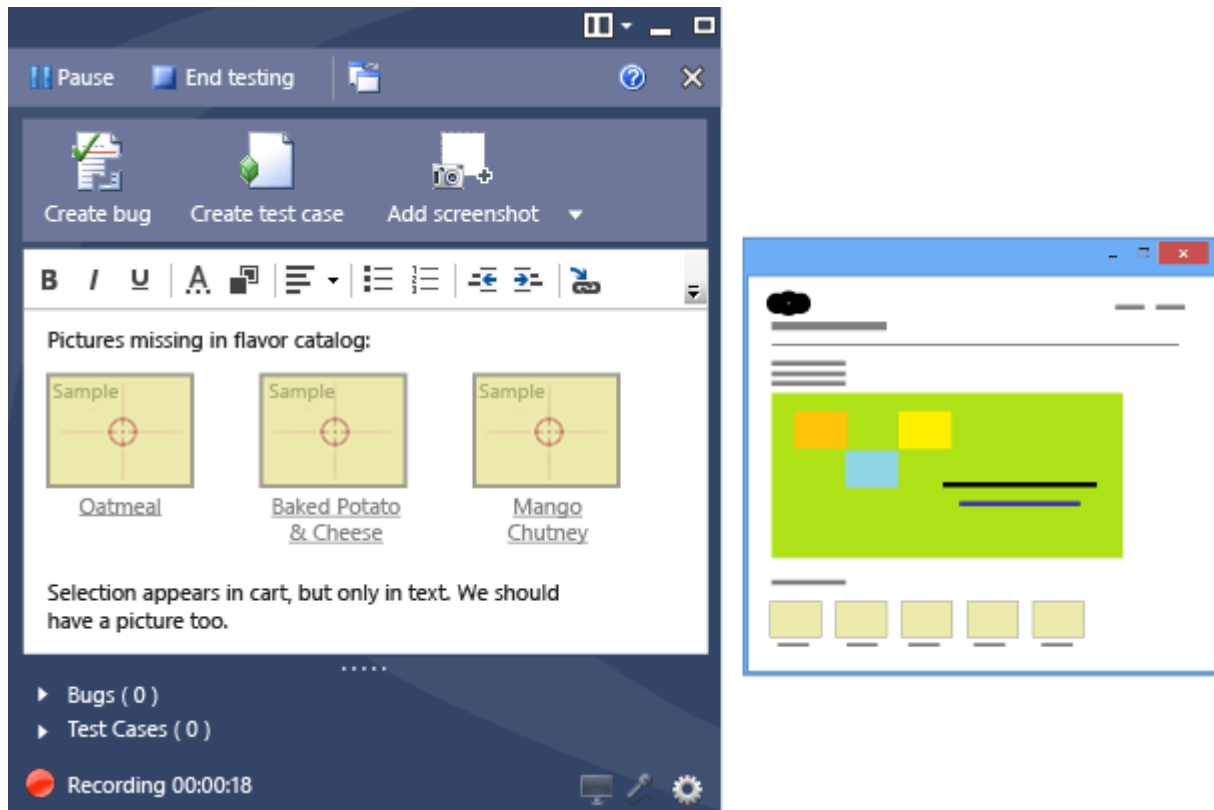 Pause End testing
Create bug Create test case Add screenshot
B I U A
Pictures missing in flavor catalog:
Sample Sample Sample
Oatmeal Baked Potato Mango
& Cheese Chutney
Selection appears in cart, but only in text. We should
have a picture too.
Bugs ( 0 )
Test Cases ( 0 )
Recording 00:00:18